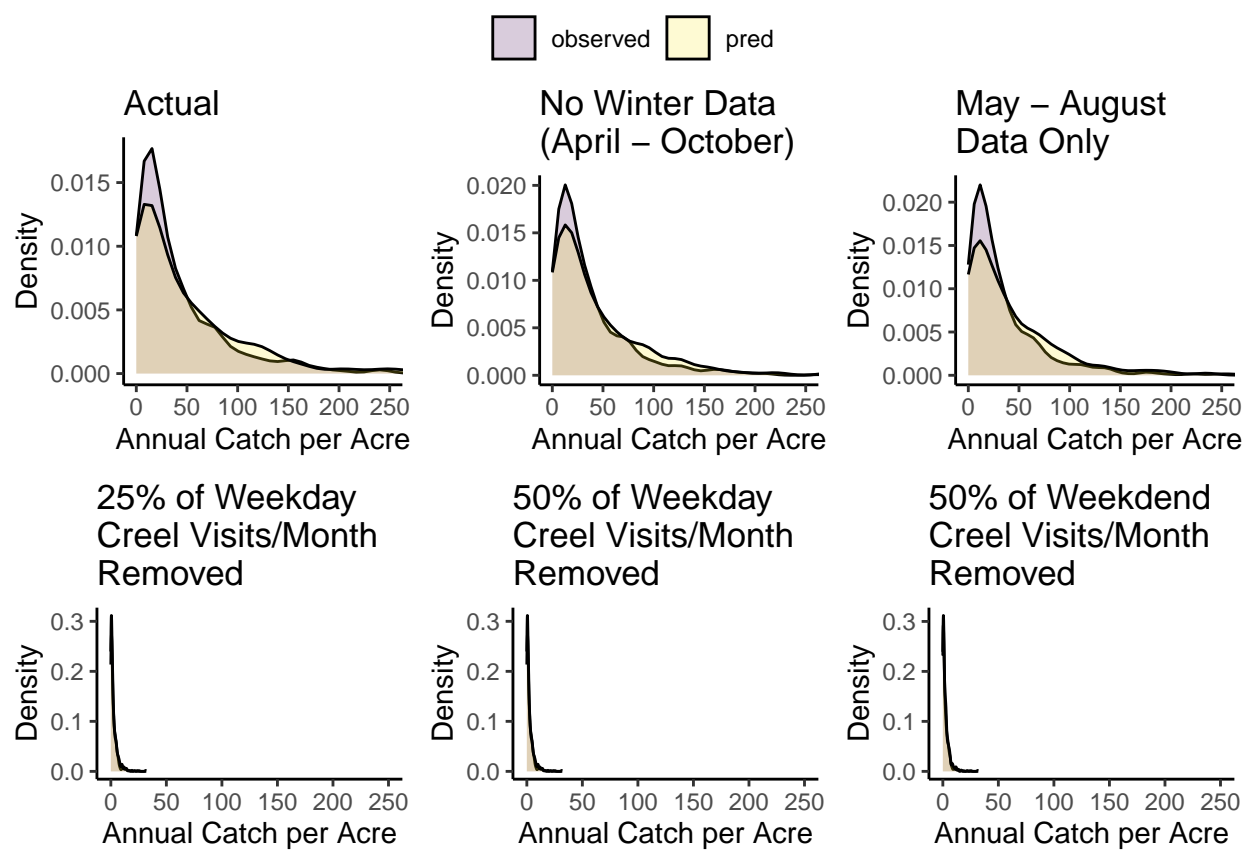 observed pred
Actual
0.015
0.010
0.005
0.000
Density
0 50 100 150 200 250
Annual Catch per Acre
No Winter Data
(April – October)
0.020
0.015
0.010
0.005
0.000
Density
0 50 100 150 200 250
Annual Catch per Acre
May – August
Data Only
0.020
0.015
0.010
0.005
0.000
Density
0 50 100 150 200 250
Annual Catch per Acre
25% of Weekday
Creel Visits/Month
Removed
0.3
0.2
0.1
0.0
Density
0 50 100 150 200 250
Annual Catch per Acre
50% of Weekday
Creel Visits/Month
Removed
0.3
0.2
0.1
0.0
Density
0 50 100 150 200 250
Annual Catch per Acre
50% of Weekdend
Creel Visits/Month
Removed
0.3
0.2
0.1
0.0
Density
0 50 100 150 200 250
Annual Catch per Acre